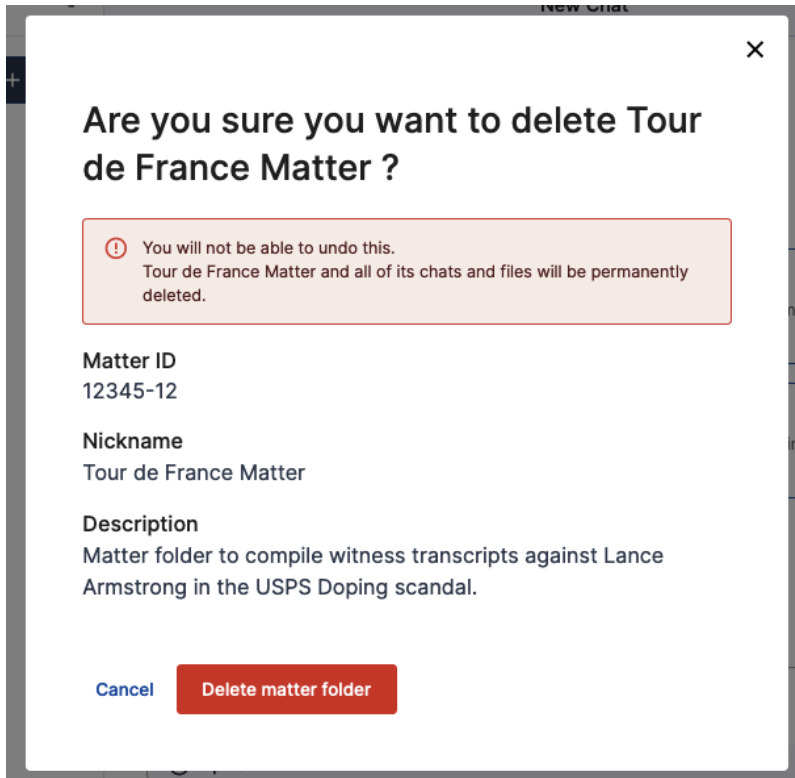 New Chat
Are you sure you want to delete Tour
de France Matter ?
You will not be able to undo this.
Tour de France Matter and all of its chats and files will be permanently
deleted.
Matter ID
12345-12
Nickname
Tour de France Matter
Description
Matter folder to compile witness transcripts against Lance
Armstrong in the USPS Doping scandal.
Cancel
Delete matter folder